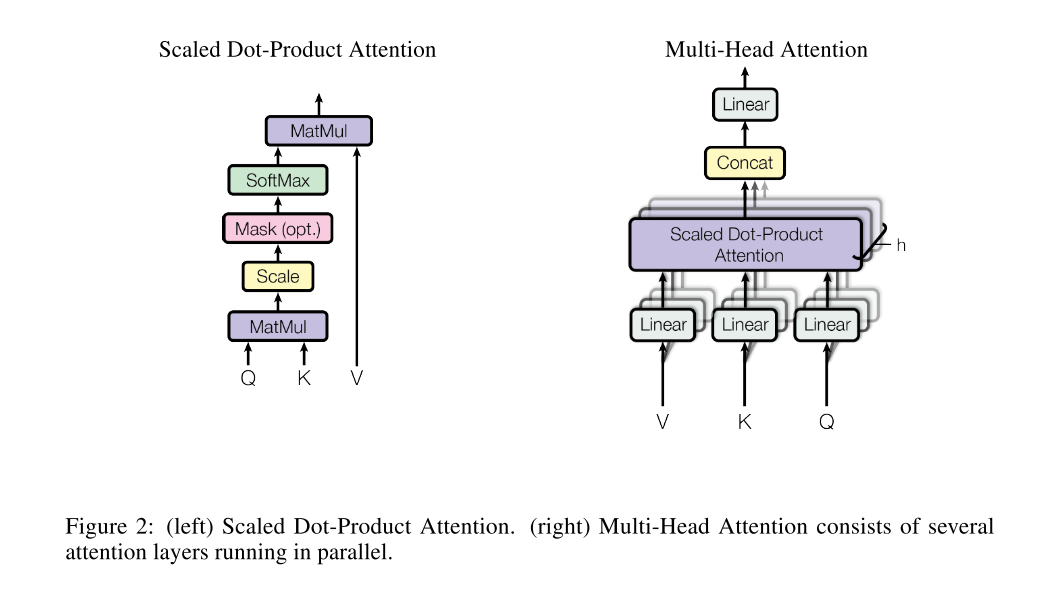 Scaled Dot-Product Attention
MatMul
SoftMax
Mask (opt.)
Scale
MatMul
Q K V
Multi-Head Attention
Linear
Concat
Scaled Dot-Product
Attention
h
Linear Linear Linear
V K Q
Figure 2: (left) Scaled Dot-Product Attention. (right) Multi-Head Attention consists of several
attention layers running in parallel.